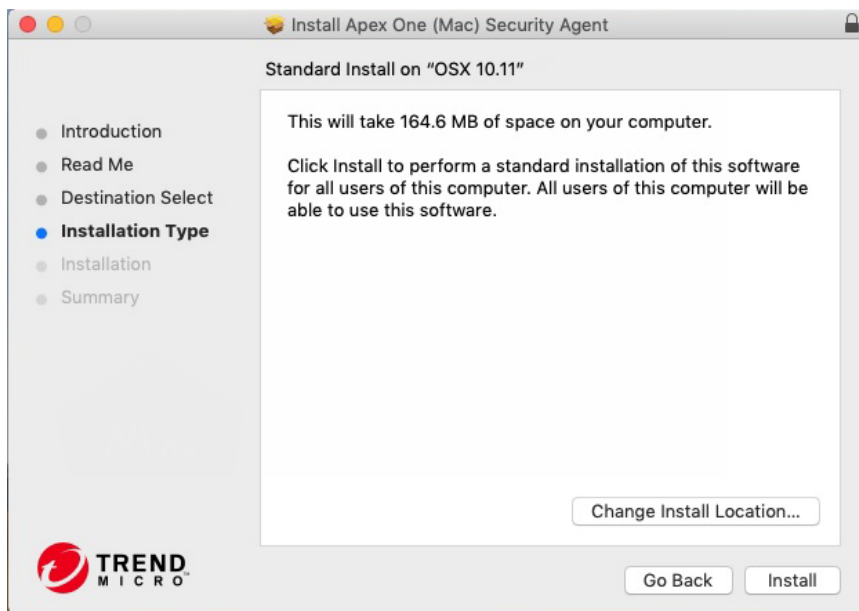 Install Apex One (Mac) Security Agent
Standard Install on "OSX 10.11"
Introduction
Read Me
Destination Select
Installation Type
Installation
Summary
This will take 164.6 MB of space on your computer.
Click Install to perform a standard installation of this software
for all users of this computer. All users of this computer will be
able to use this software.
Change Install Location...
TREND
MICRO™
Go Back
Install